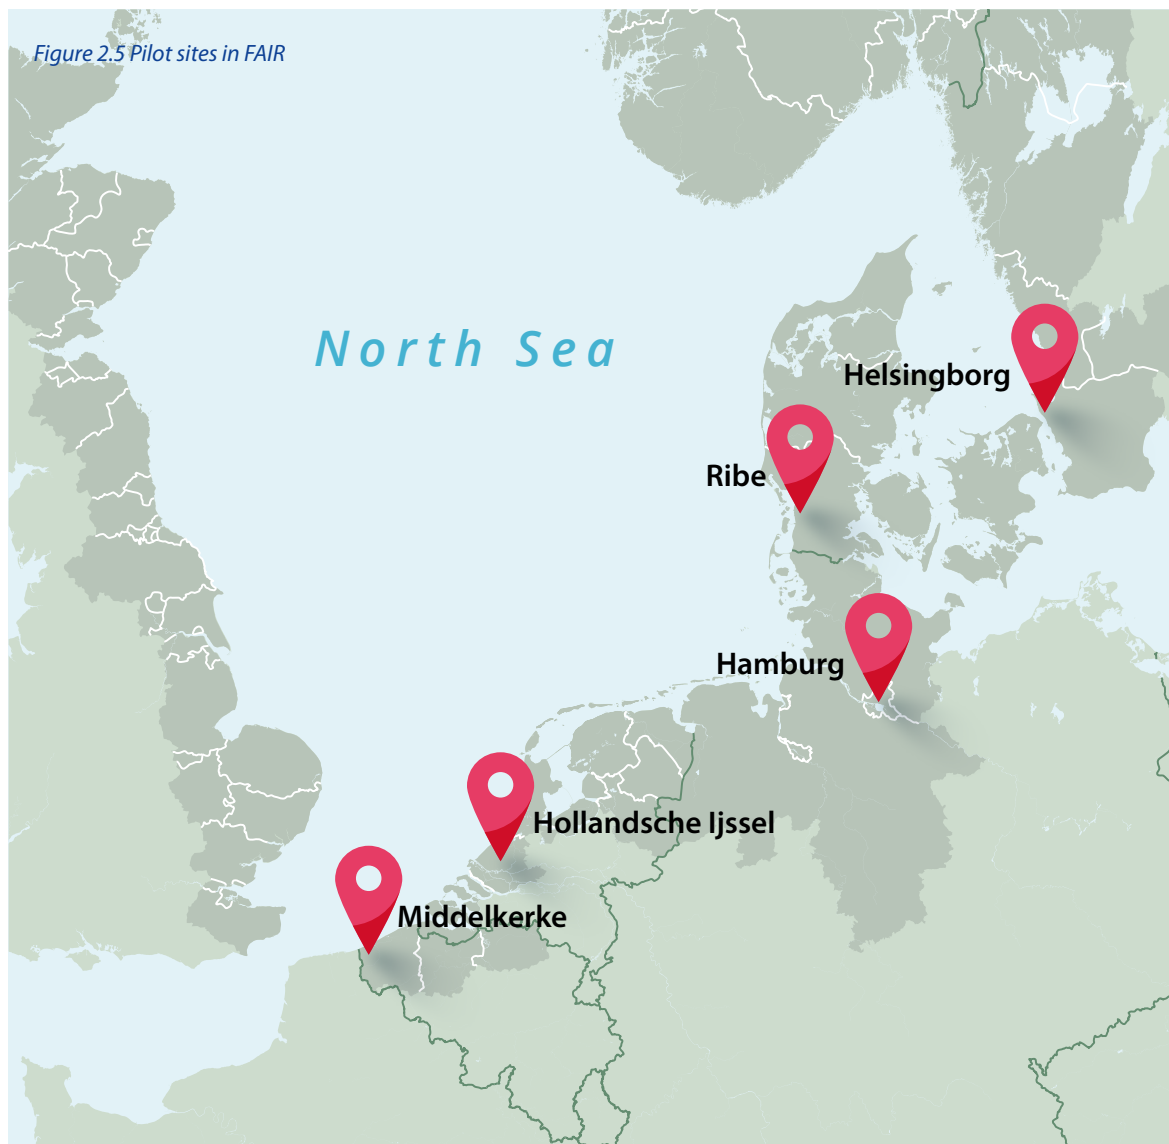 Figure 2.5 Pilot sites in FAIR
North Sea
Helsingborg
Ribe
Hamburg
Hollandsche Ijssel
Middelkerke